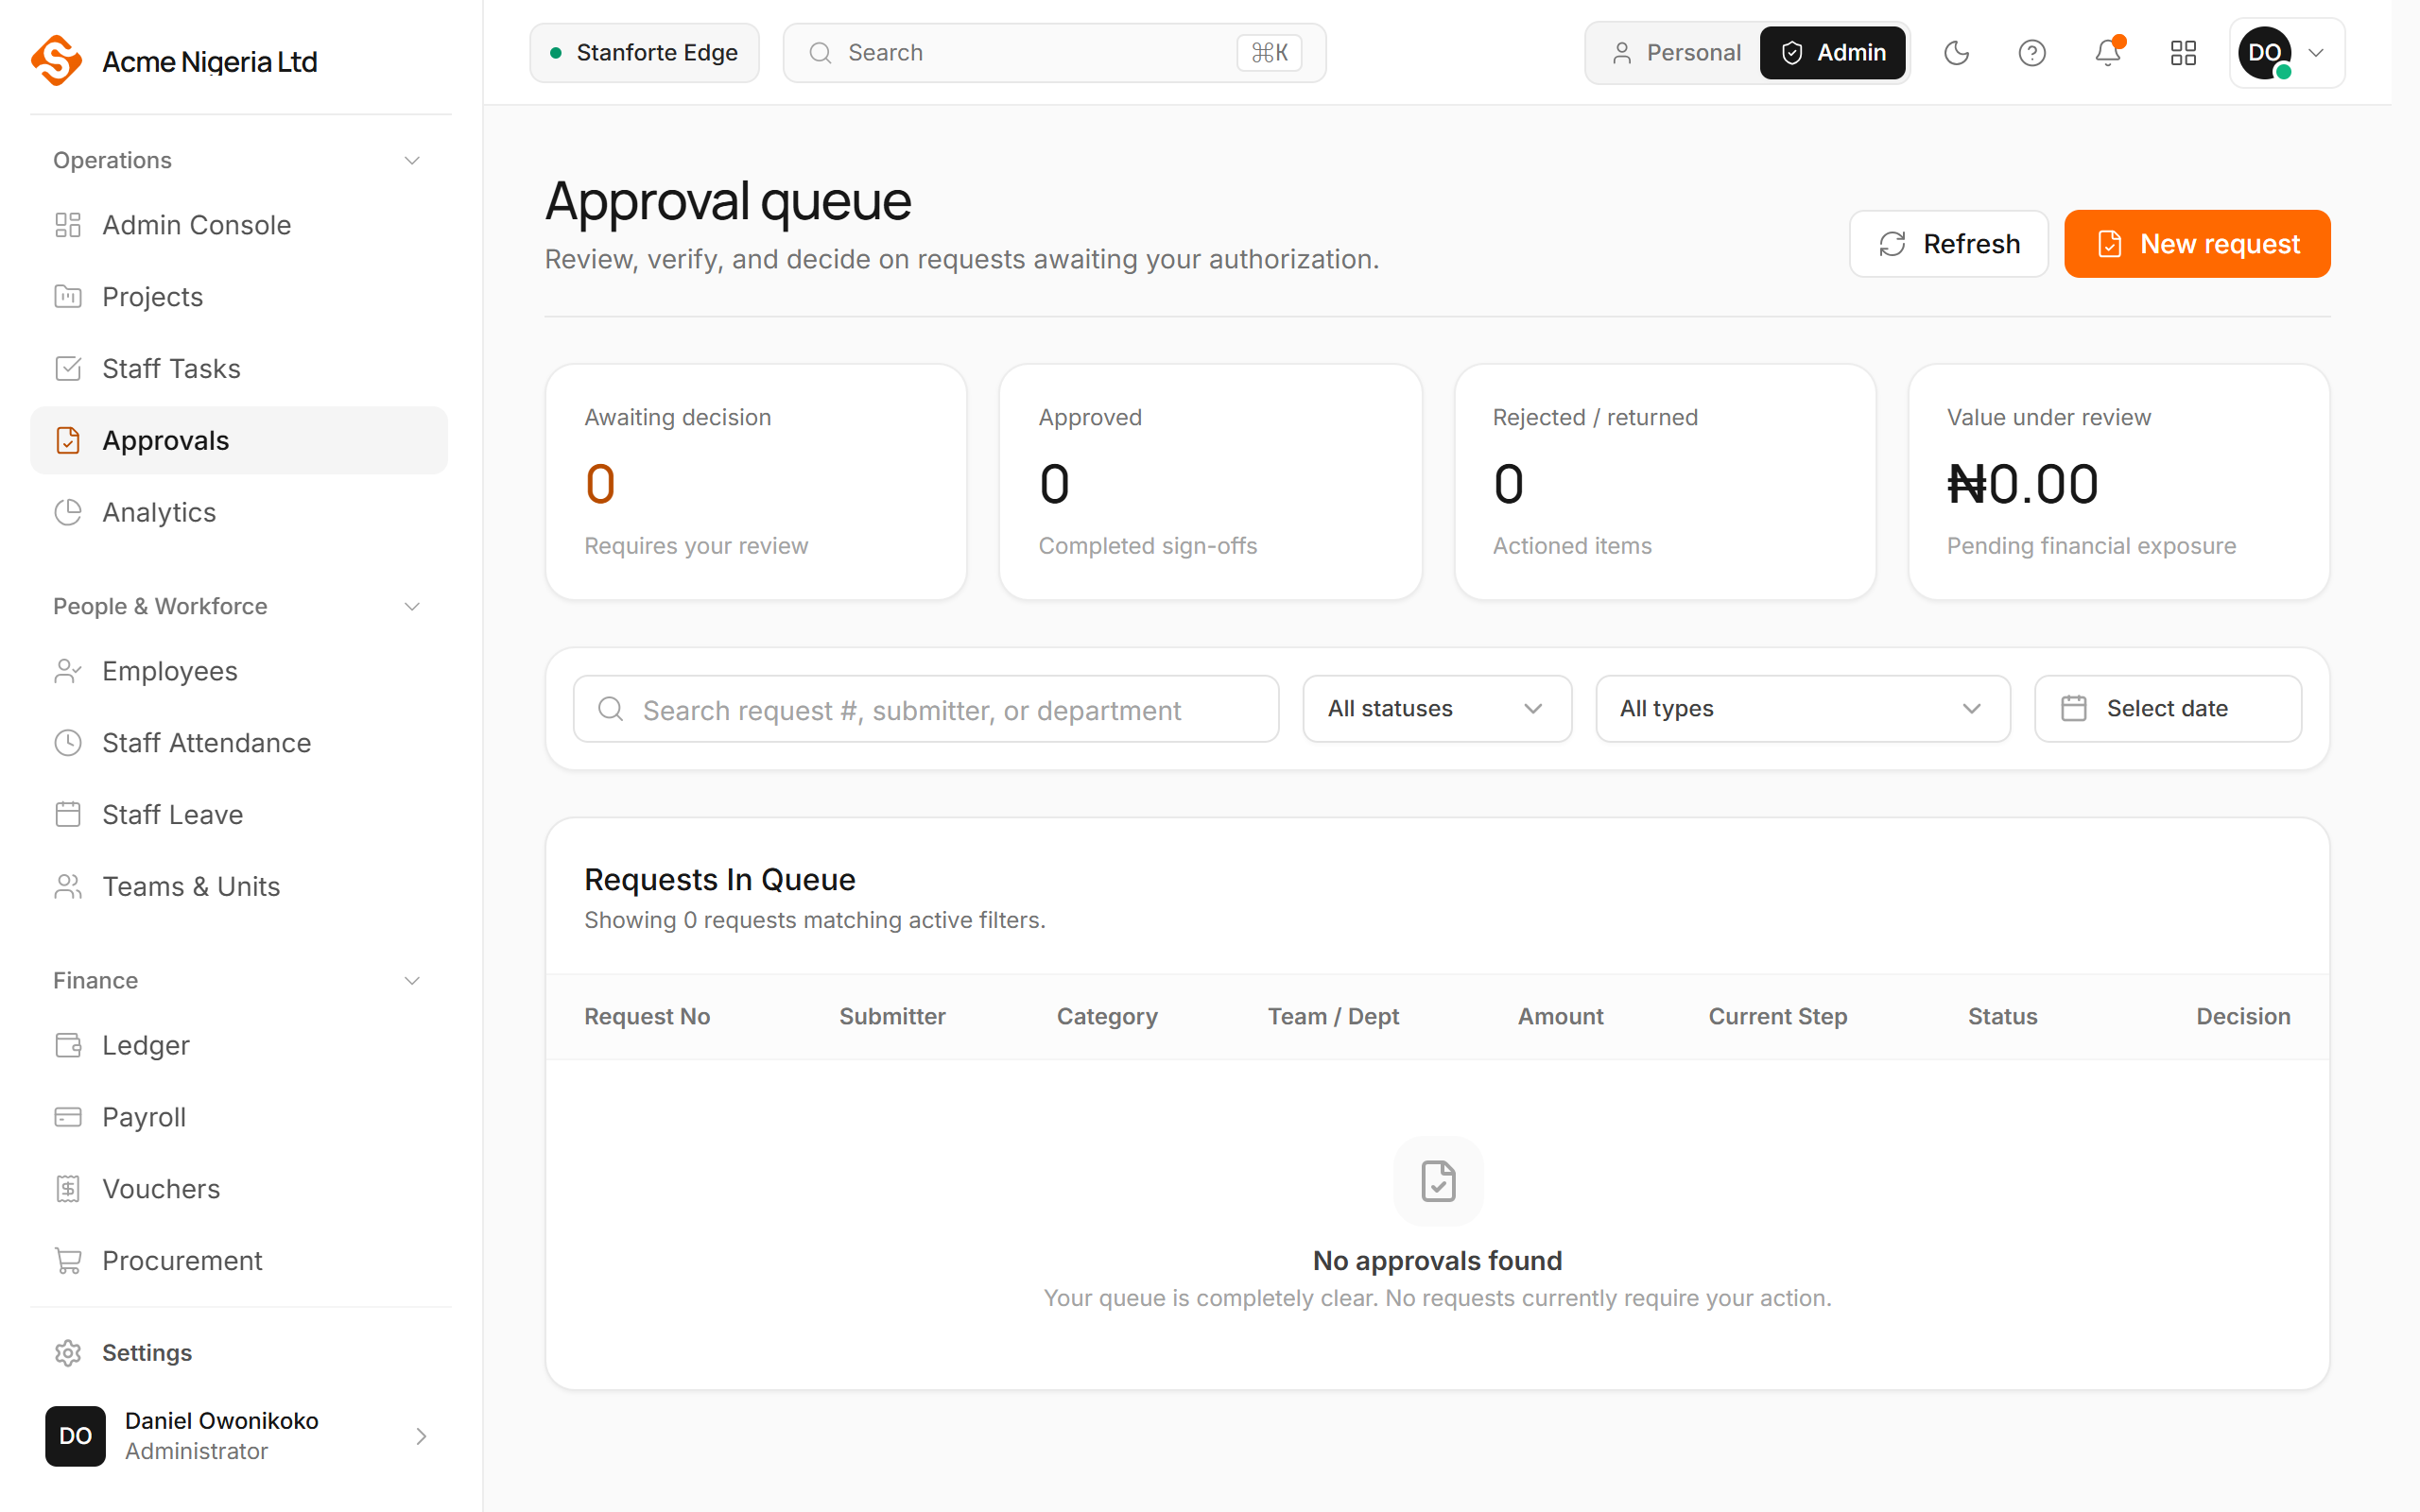 Acme Nigeria Ltd
Operations
Admin Console
Projects
Staff Tasks
Approvals
Analytics
People & Workforce
Employees
Staff Attendance
Staff Leave
Teams & Units
Finance
Ledger
Payroll
Vouchers
Procurement
Settings
DO
Daniel Owonikoko
Administrator
Stanforte Edge
Search
⌘K
Personal
Admin
DO
Approval queue
Review, verify, and decide on requests awaiting your authorization.
Refresh
New request
Awaiting decision
0
Requires your review
Approved
0
Completed sign-offs
Rejected / returned
0
Actioned items
Value under review
₦0.00
Pending financial exposure
Search request #, submitter, or department
All statuses
All types
Select date
Requests In Queue
Showing 0 requests matching active filters.
Request No Submitter Category Team / Dept Amount Current Step Status Decision
No approvals found
Your queue is completely clear. No requests currently require your action.